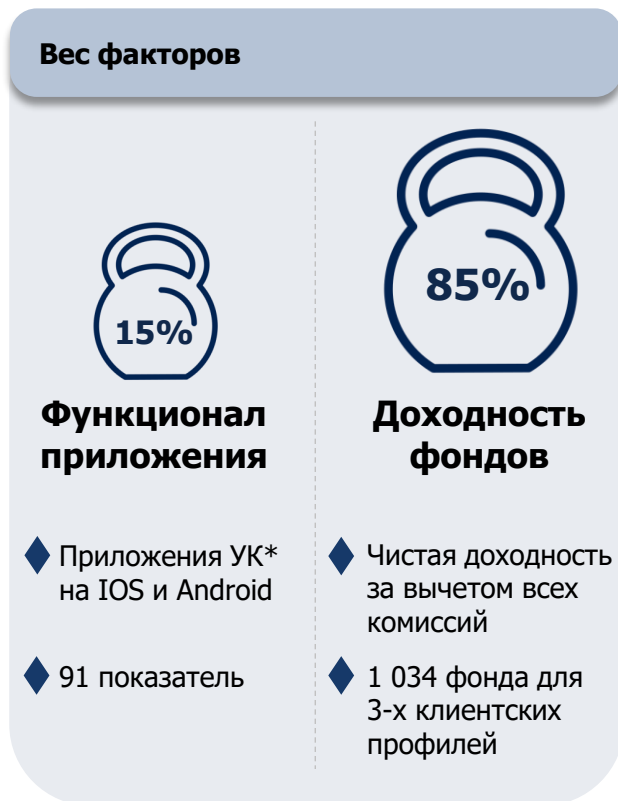 Вес факторов
15%
Функционал
приложения
Приложения УК*
на IOS и Android
91 показатель
85%
Доходность
фондов
Чистая доходность
за вычетом всех
комиссий
1 034 фонда для
3-х клиентских
профилей